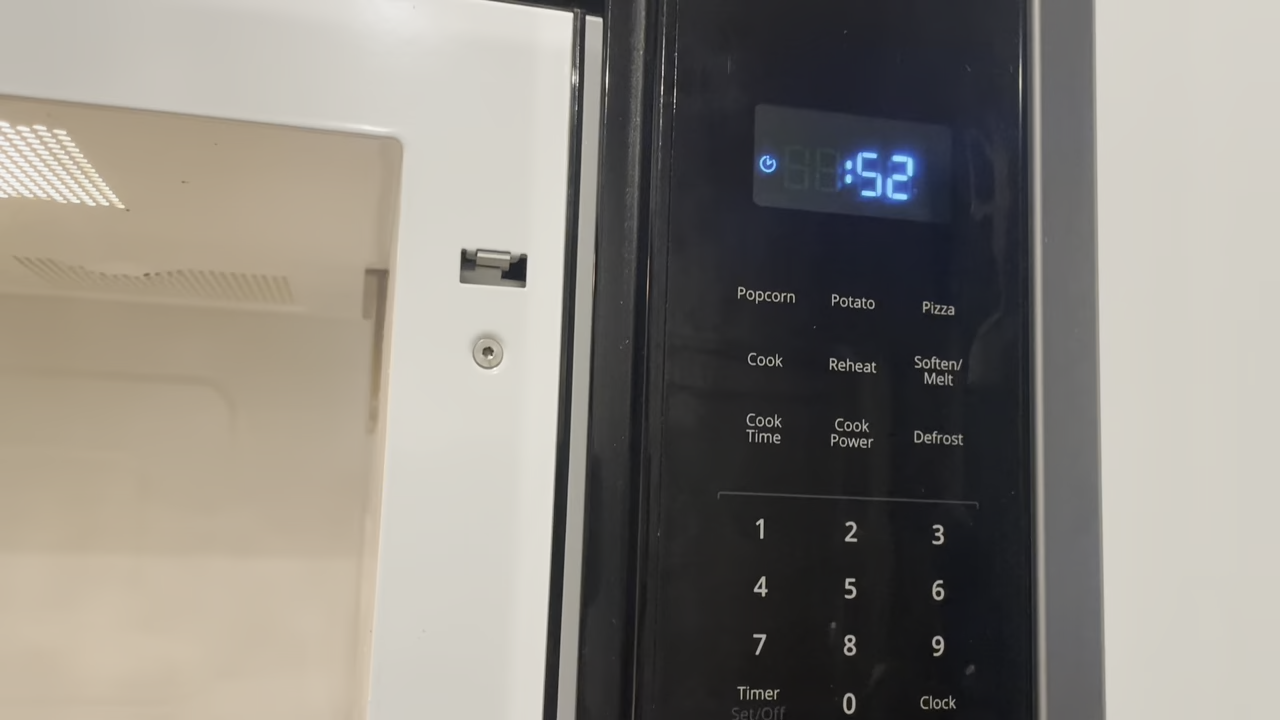 :52
Popcorn Potato Pizza
Cook Reheat Soften/
Melt
Cook
Time
Cook
Power
Defrost
1 2 3
4 5 6
7 8 9
Timer
Set/Off
0 Clock